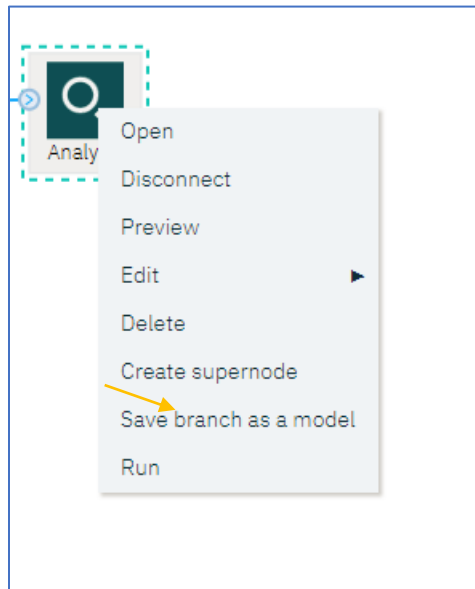 Analy
Open
Disconnect
Preview
Edit
Delete
Create supernode
Save branch as a model
Run